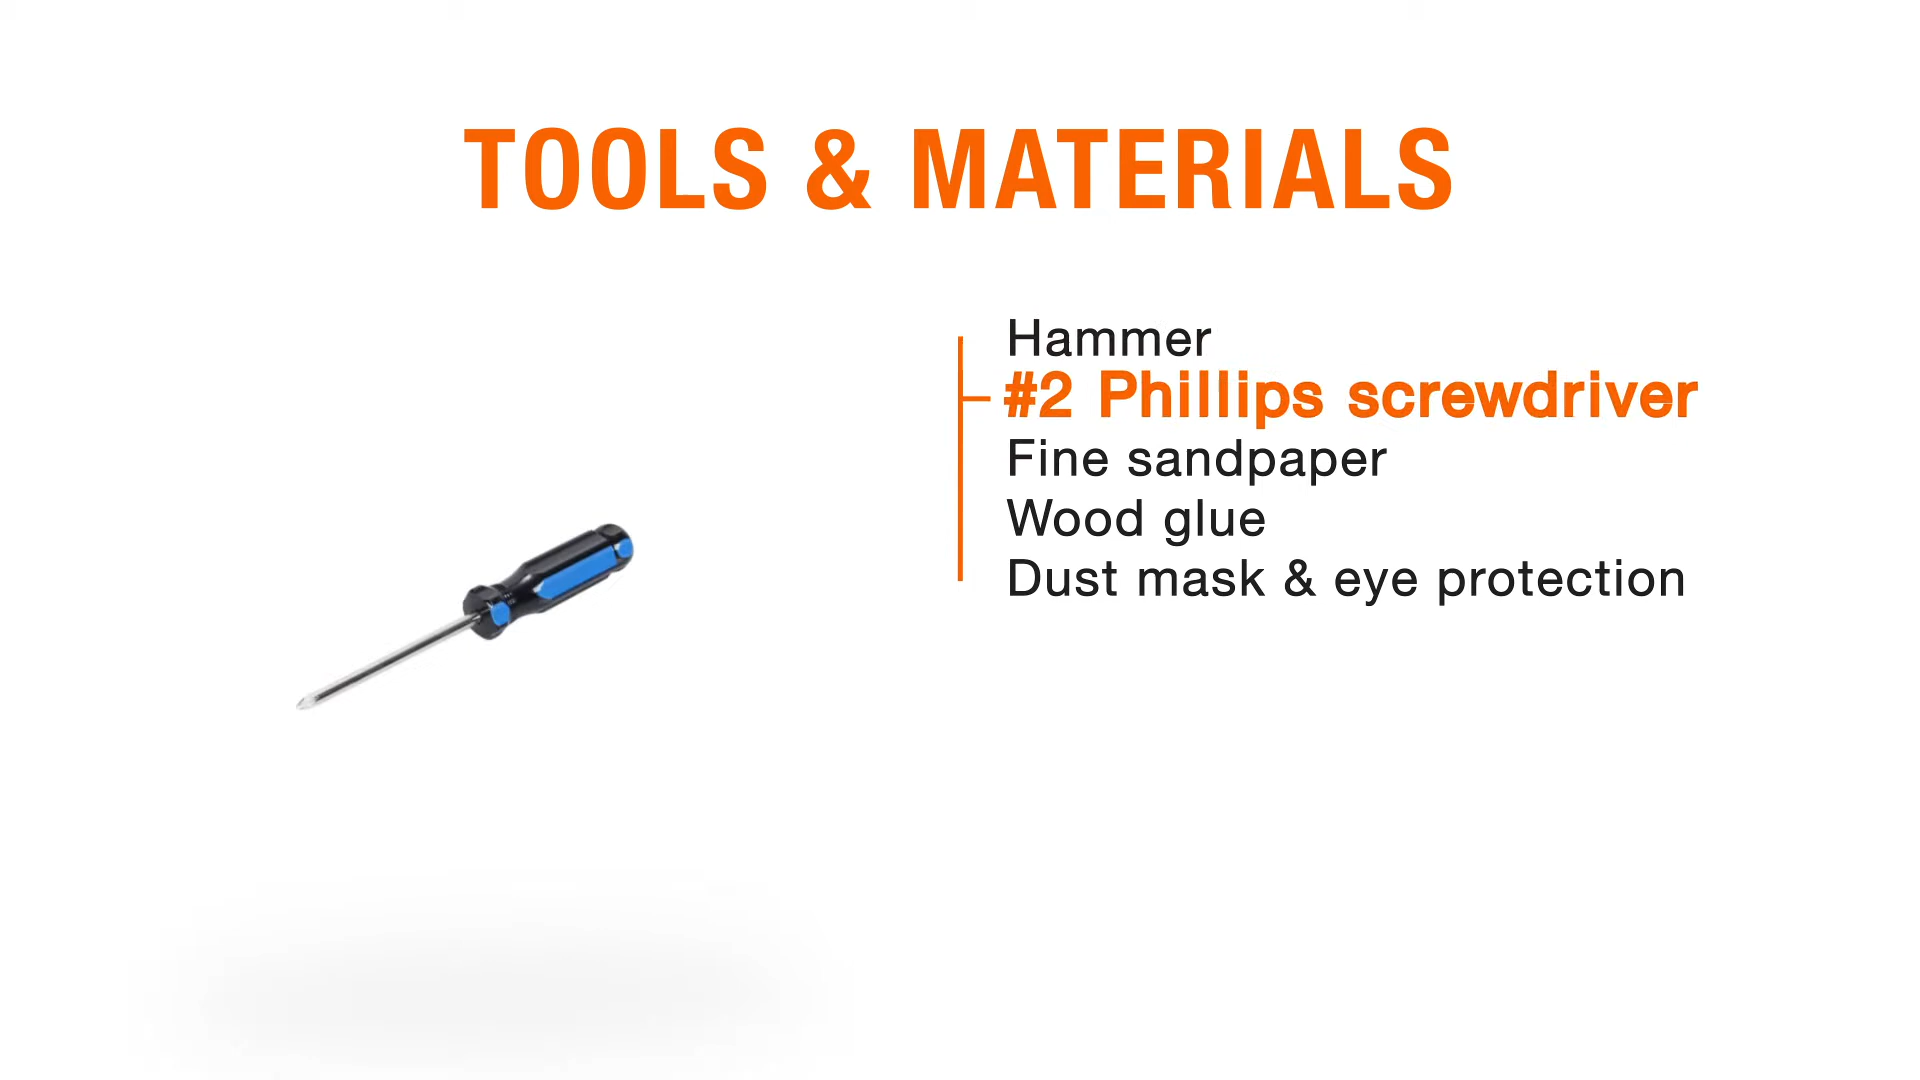 TOOLS & MATERIALS
Hammer
#2 Phillips screwdriver
Fine sandpaper
Wood glue
Dust mask & eye protection